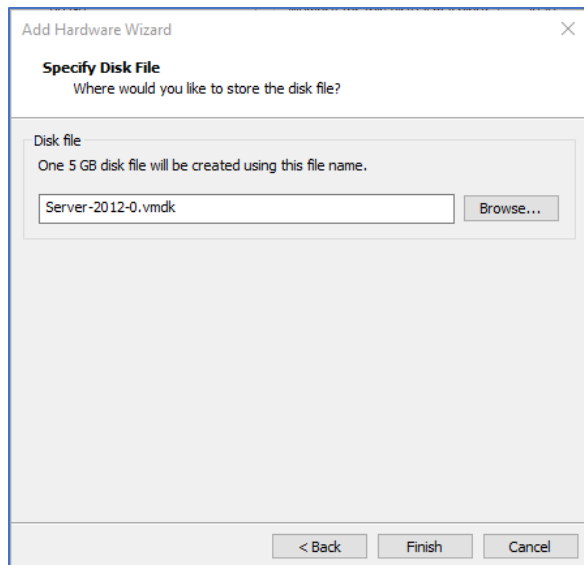 Add Hardware Wizard
Specify Disk File
Where would you like to store the disk file?
Disk file
One 5 GB disk file will be created using this file name.
Server-2012-0.vmdk
Browse...
< Back
Finish
Cancel